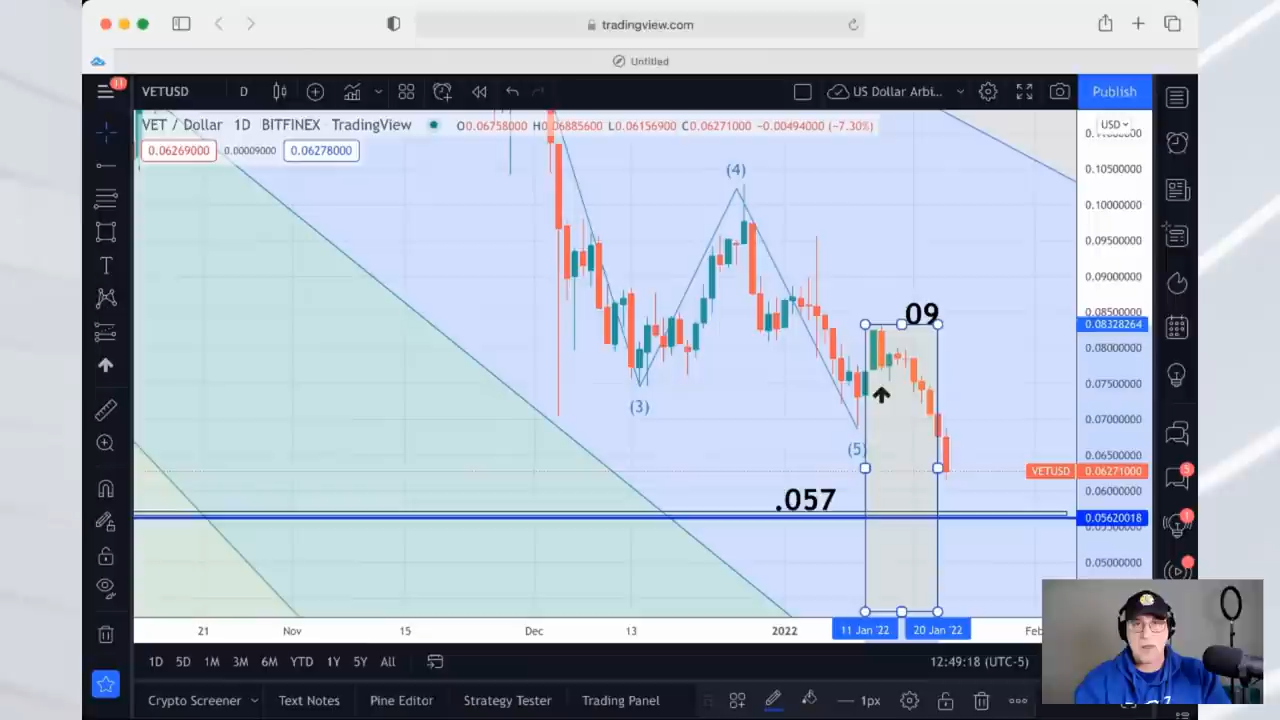 tradingview.com
Untitled
11
VETUSD
D
US Dollar Arbi...
Publish
VET / Dollar 1D BITFINEX TradingView
O0.06758000 H0.06885600 L0.06156900 C0.06271000 −0.00494000 (−7.30%)
USD
0.06269000
0.00009000
0.06278000
0.10500000
0.10000000
0.09500000
0.09000000
0.08500000
0.08328264
0.08000000
0.07500000
0.07000000
0.06500000
VETUSD
0.06271000
0.06000000
0.05620018
0.05000000
(4)
09
(3)
(5)
.057
5
1
21
Nov
15
Dec
13
2022
11 Jan '22
20 Jan '22
Feb
1D
5D
1M
3M
6M
YTD
1Y
5Y
All
12:49:18 (UTC-5)
Crypto Screener
Text Notes
Pine Editor
Strategy Tester
Trading Panel
1px